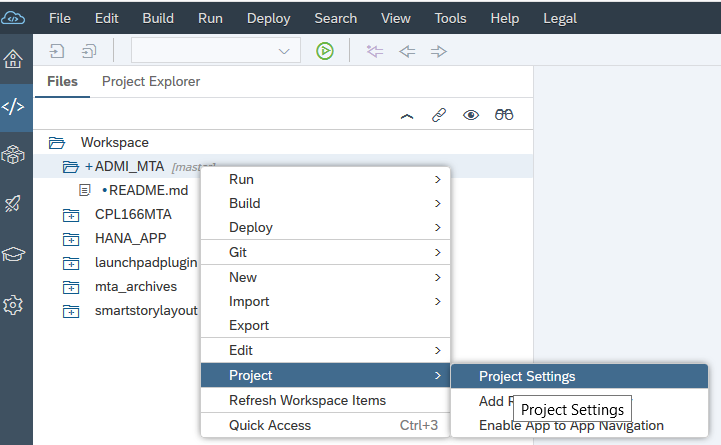 File Edit Build Run Deploy Search View Tools Help Legal
Files Project Explorer
Workspace
+ADMI_MTA [master]
•README.md
CPL166MTA
HANA_APP
launchpadplugin
mta_archives
smartstorylayout
Run
Build
Deploy
Git
New
Import
Export
Edit
Project
Refresh Workspace Items
Quick Access Ctrl+3
Project Settings
Add
Project Settings
Enable App to App Navigation